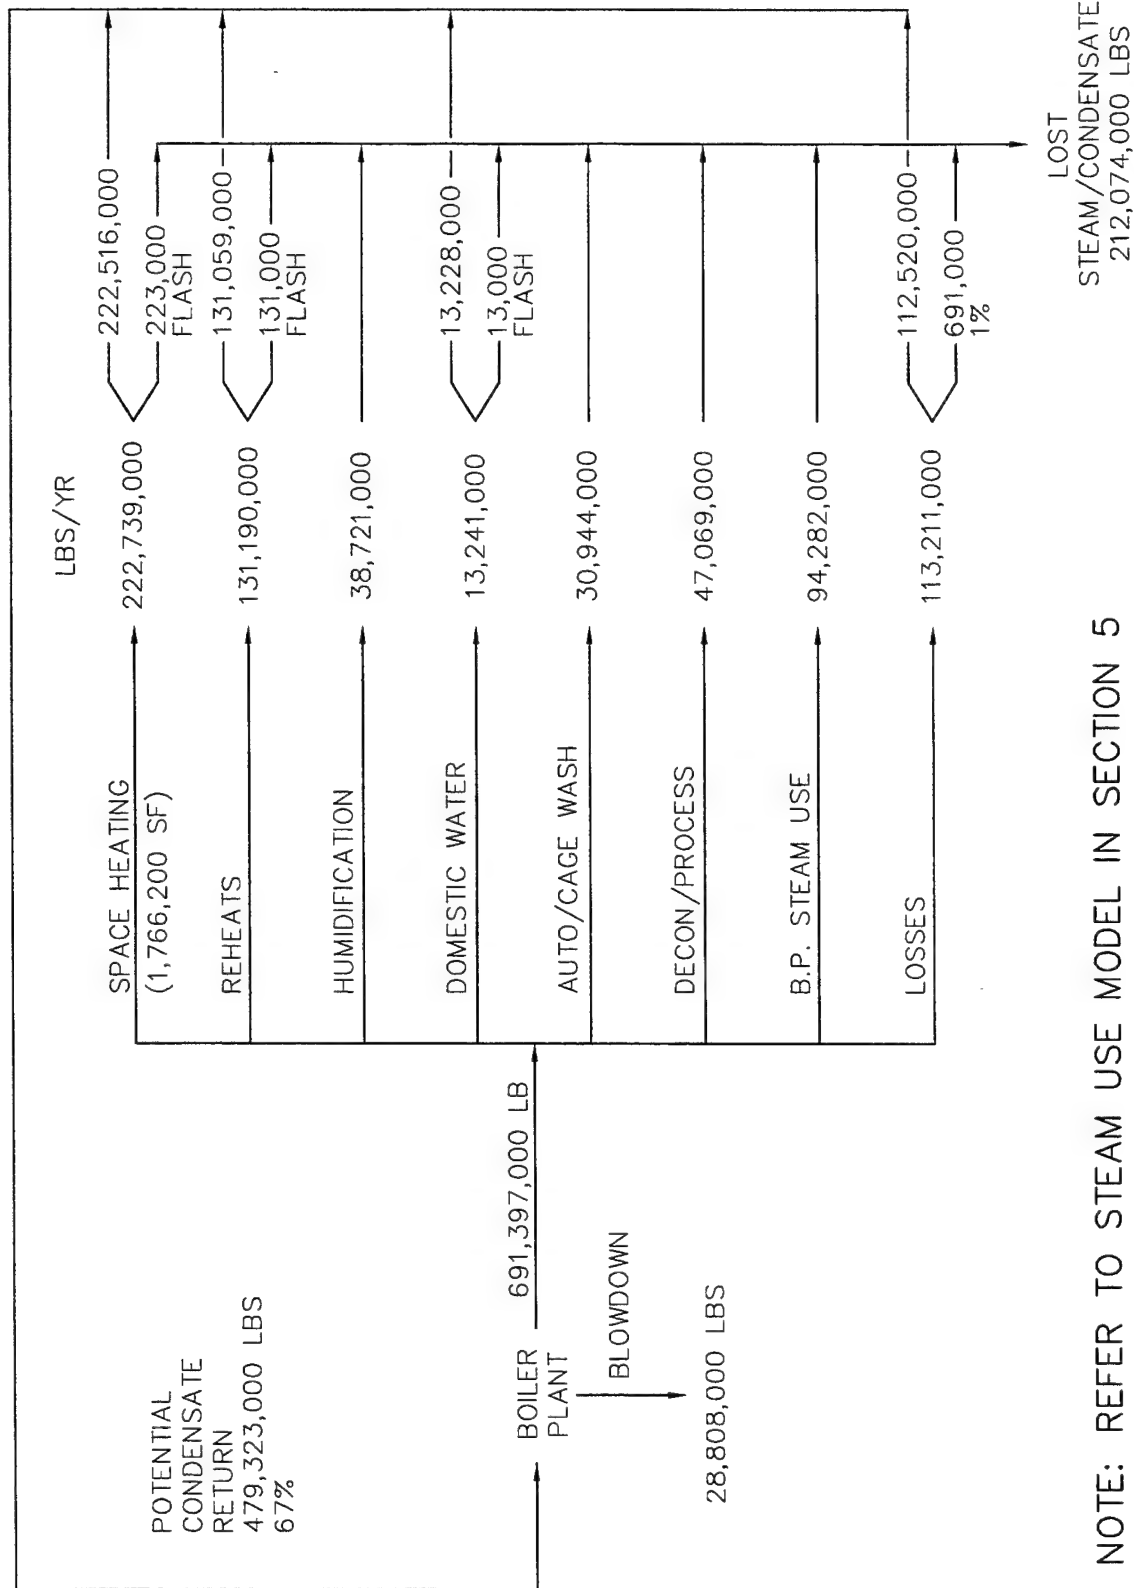 POTENTIAL
CONDENSATE
RETURN
479,323,000 LBS
67%
BOILER
PLANT
691,397,000 LB
BLOWDOWN
28,808,000 LBS
LBS/YR
SPACE HEATING
(1,766,200 SF)
222,739,000
222,516,000
223,000
FLASH
REHEATS
131,190,000
131,059,000
131,000
FLASH
HUMIDIFICATION
38,721,000
DOMESTIC WATER
13,241,000
13,228,000
13,000
FLASH
AUTO/CAGE WASH
30,944,000
DECON/PROCESS
47,069,000
B.P. STEAM USE
94,282,000
LOSSES
113,211,000
112,520,000
691,000
1%
LOST
STEAM/CONDENSATE
212,074,000 LBS
NOTE: REFER TO STEAM USE MODEL IN SECTION 5